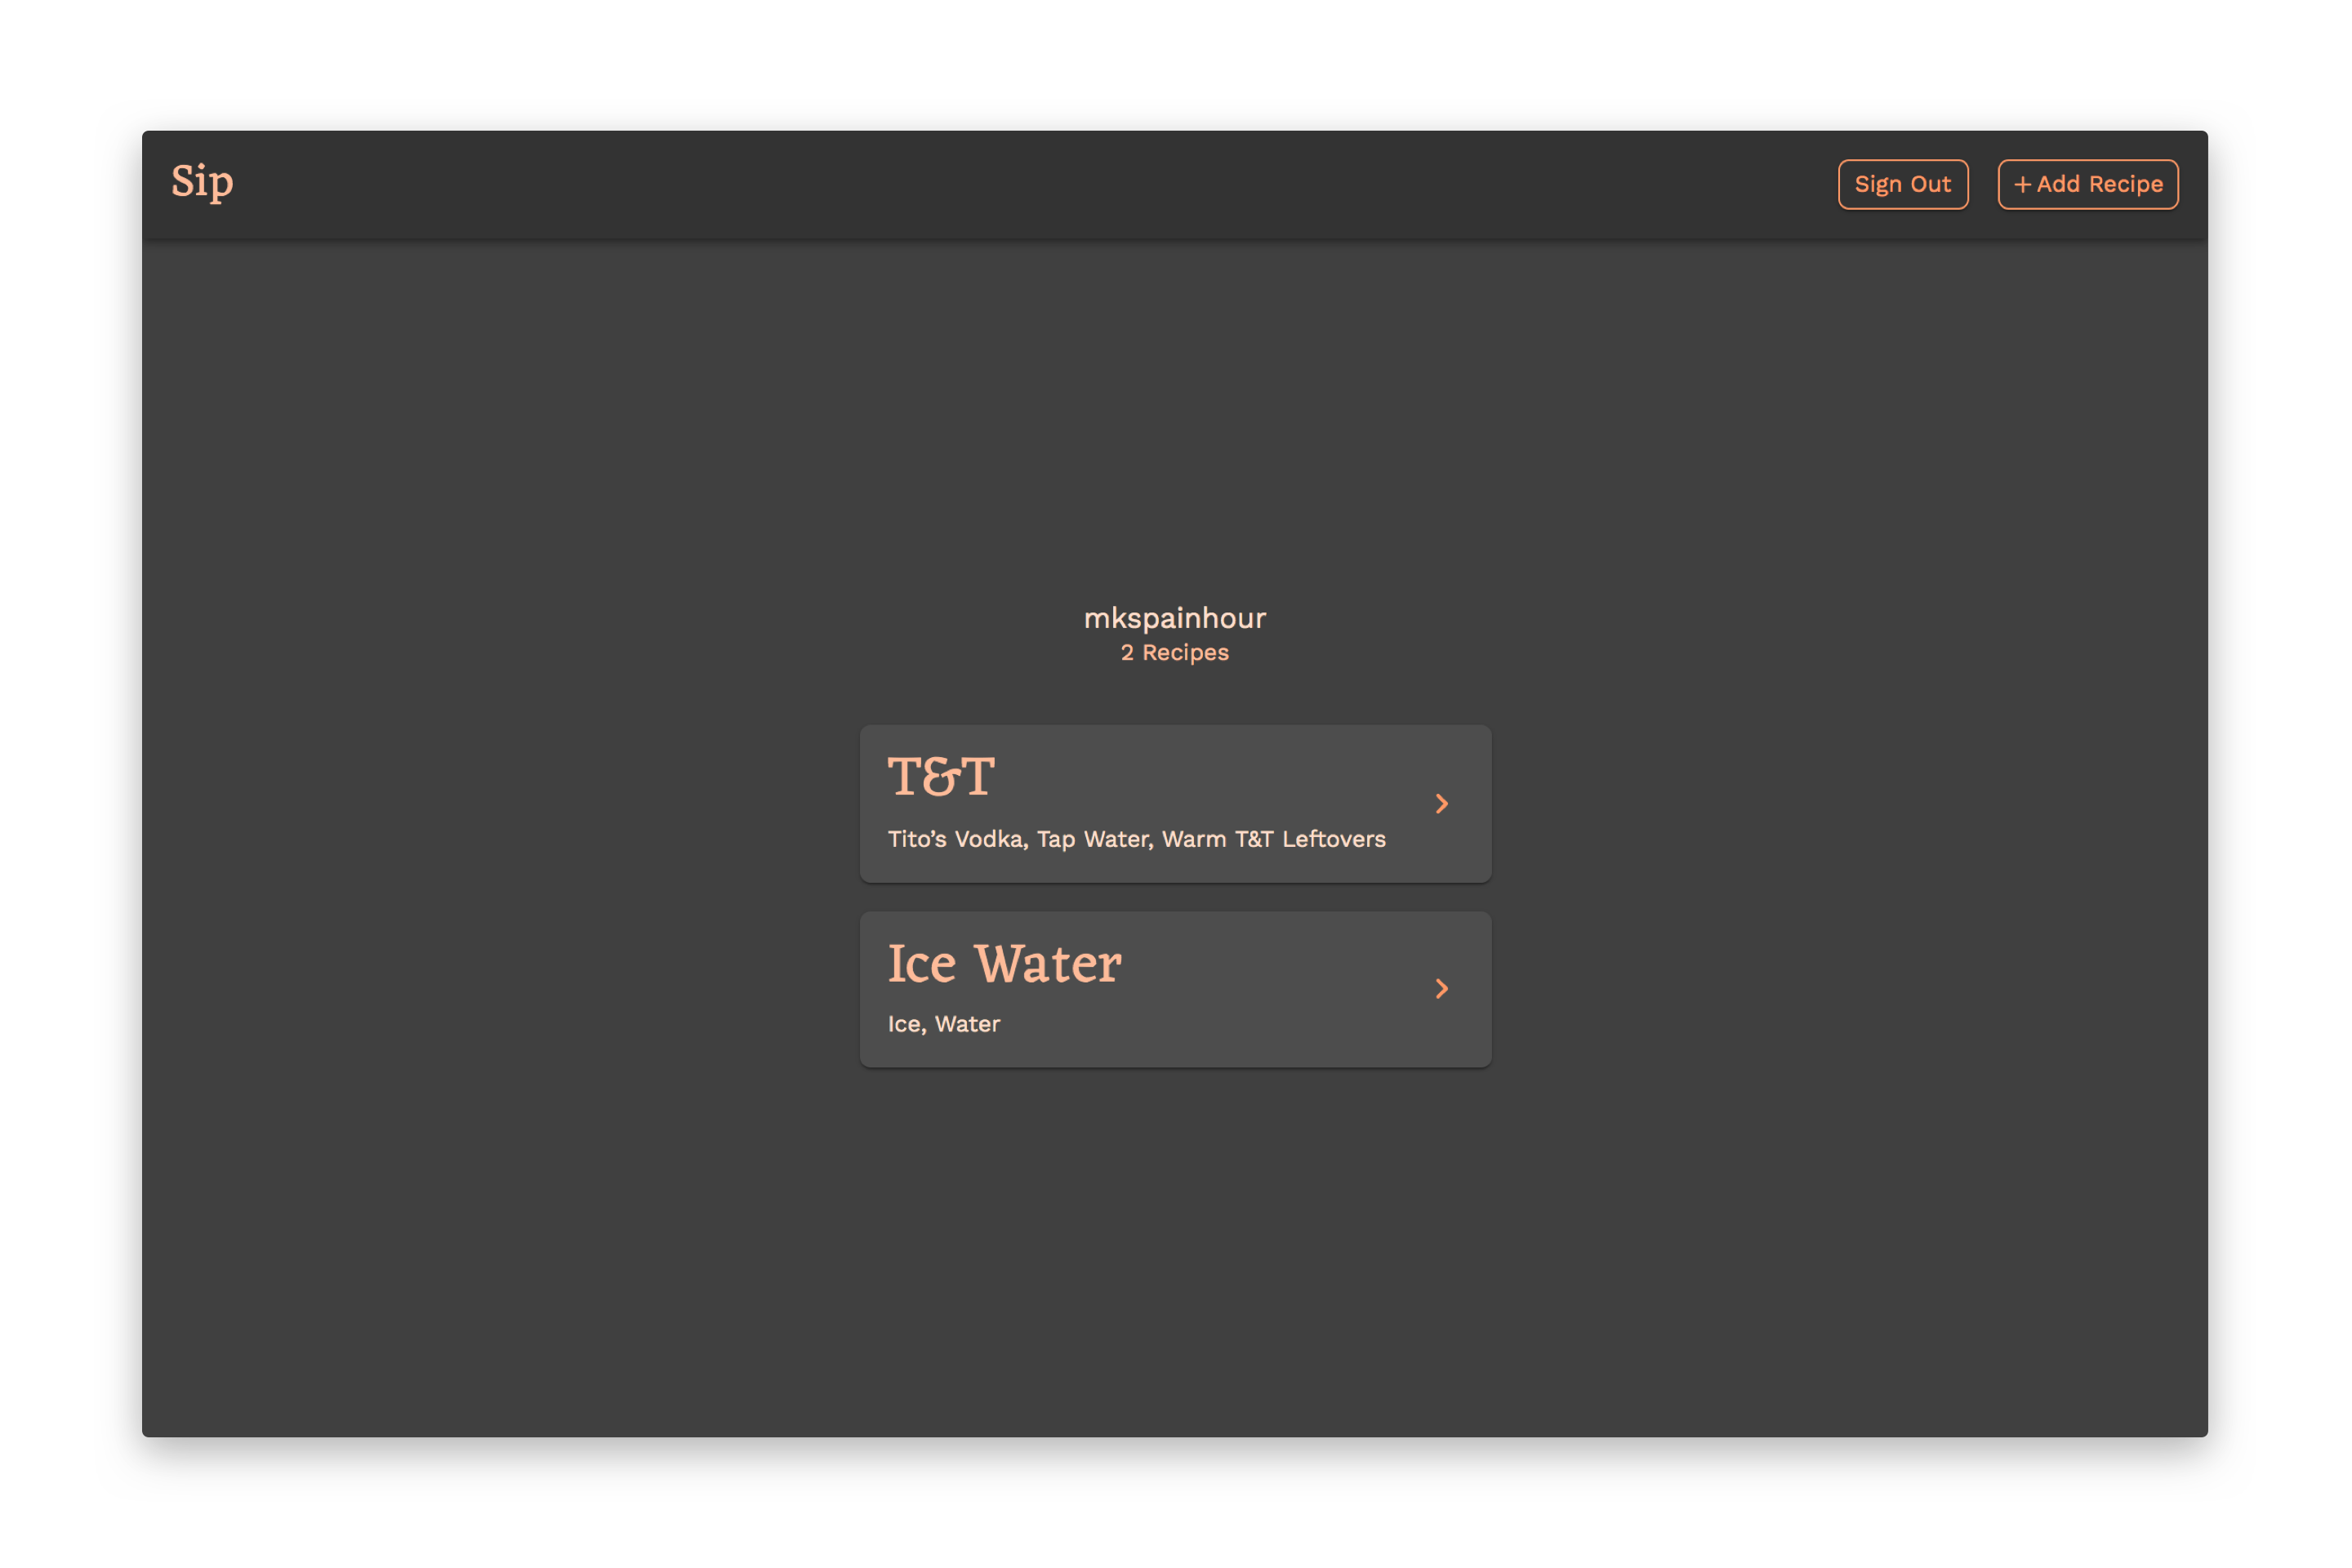 Sip
Sign Out
+ Add Recipe
mkspainhour
2 Recipes
T&T
Tito’s Vodka, Tap Water, Warm T&T Leftovers
Ice Water
Ice, Water